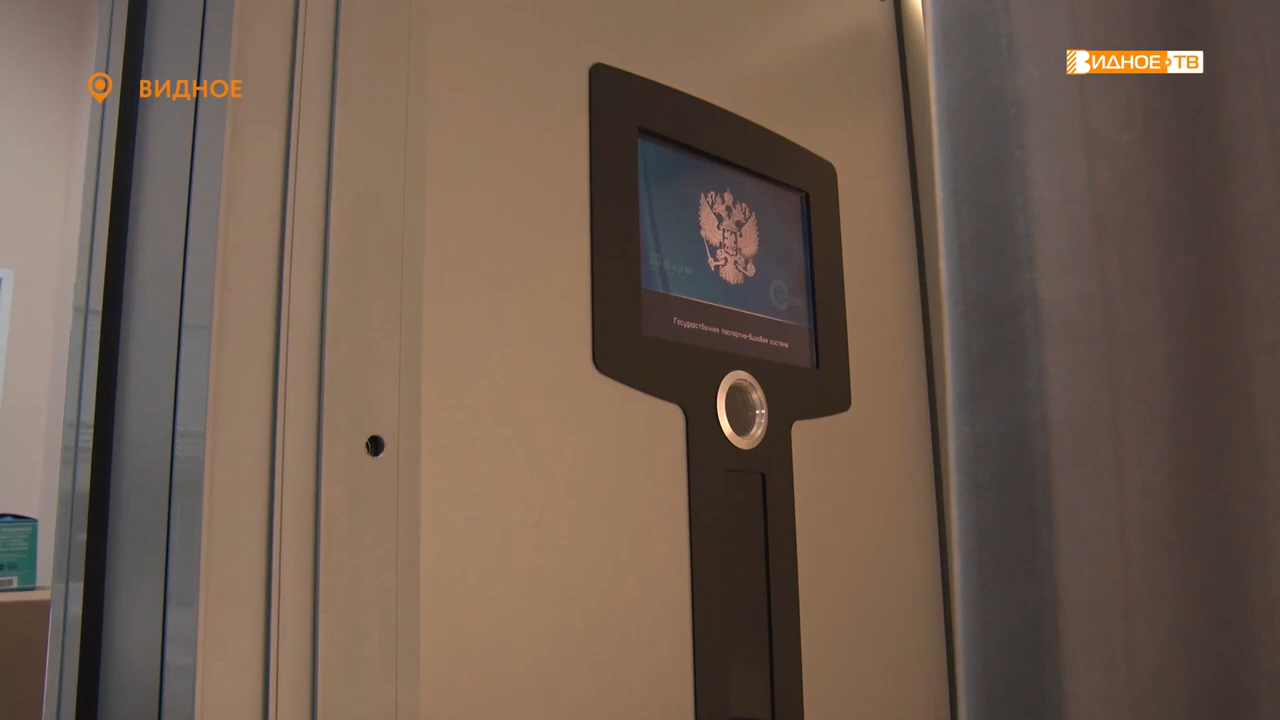 ВИДНОЕ
ВИДНОЕ ТВ
Государственная паспортно-визовая система